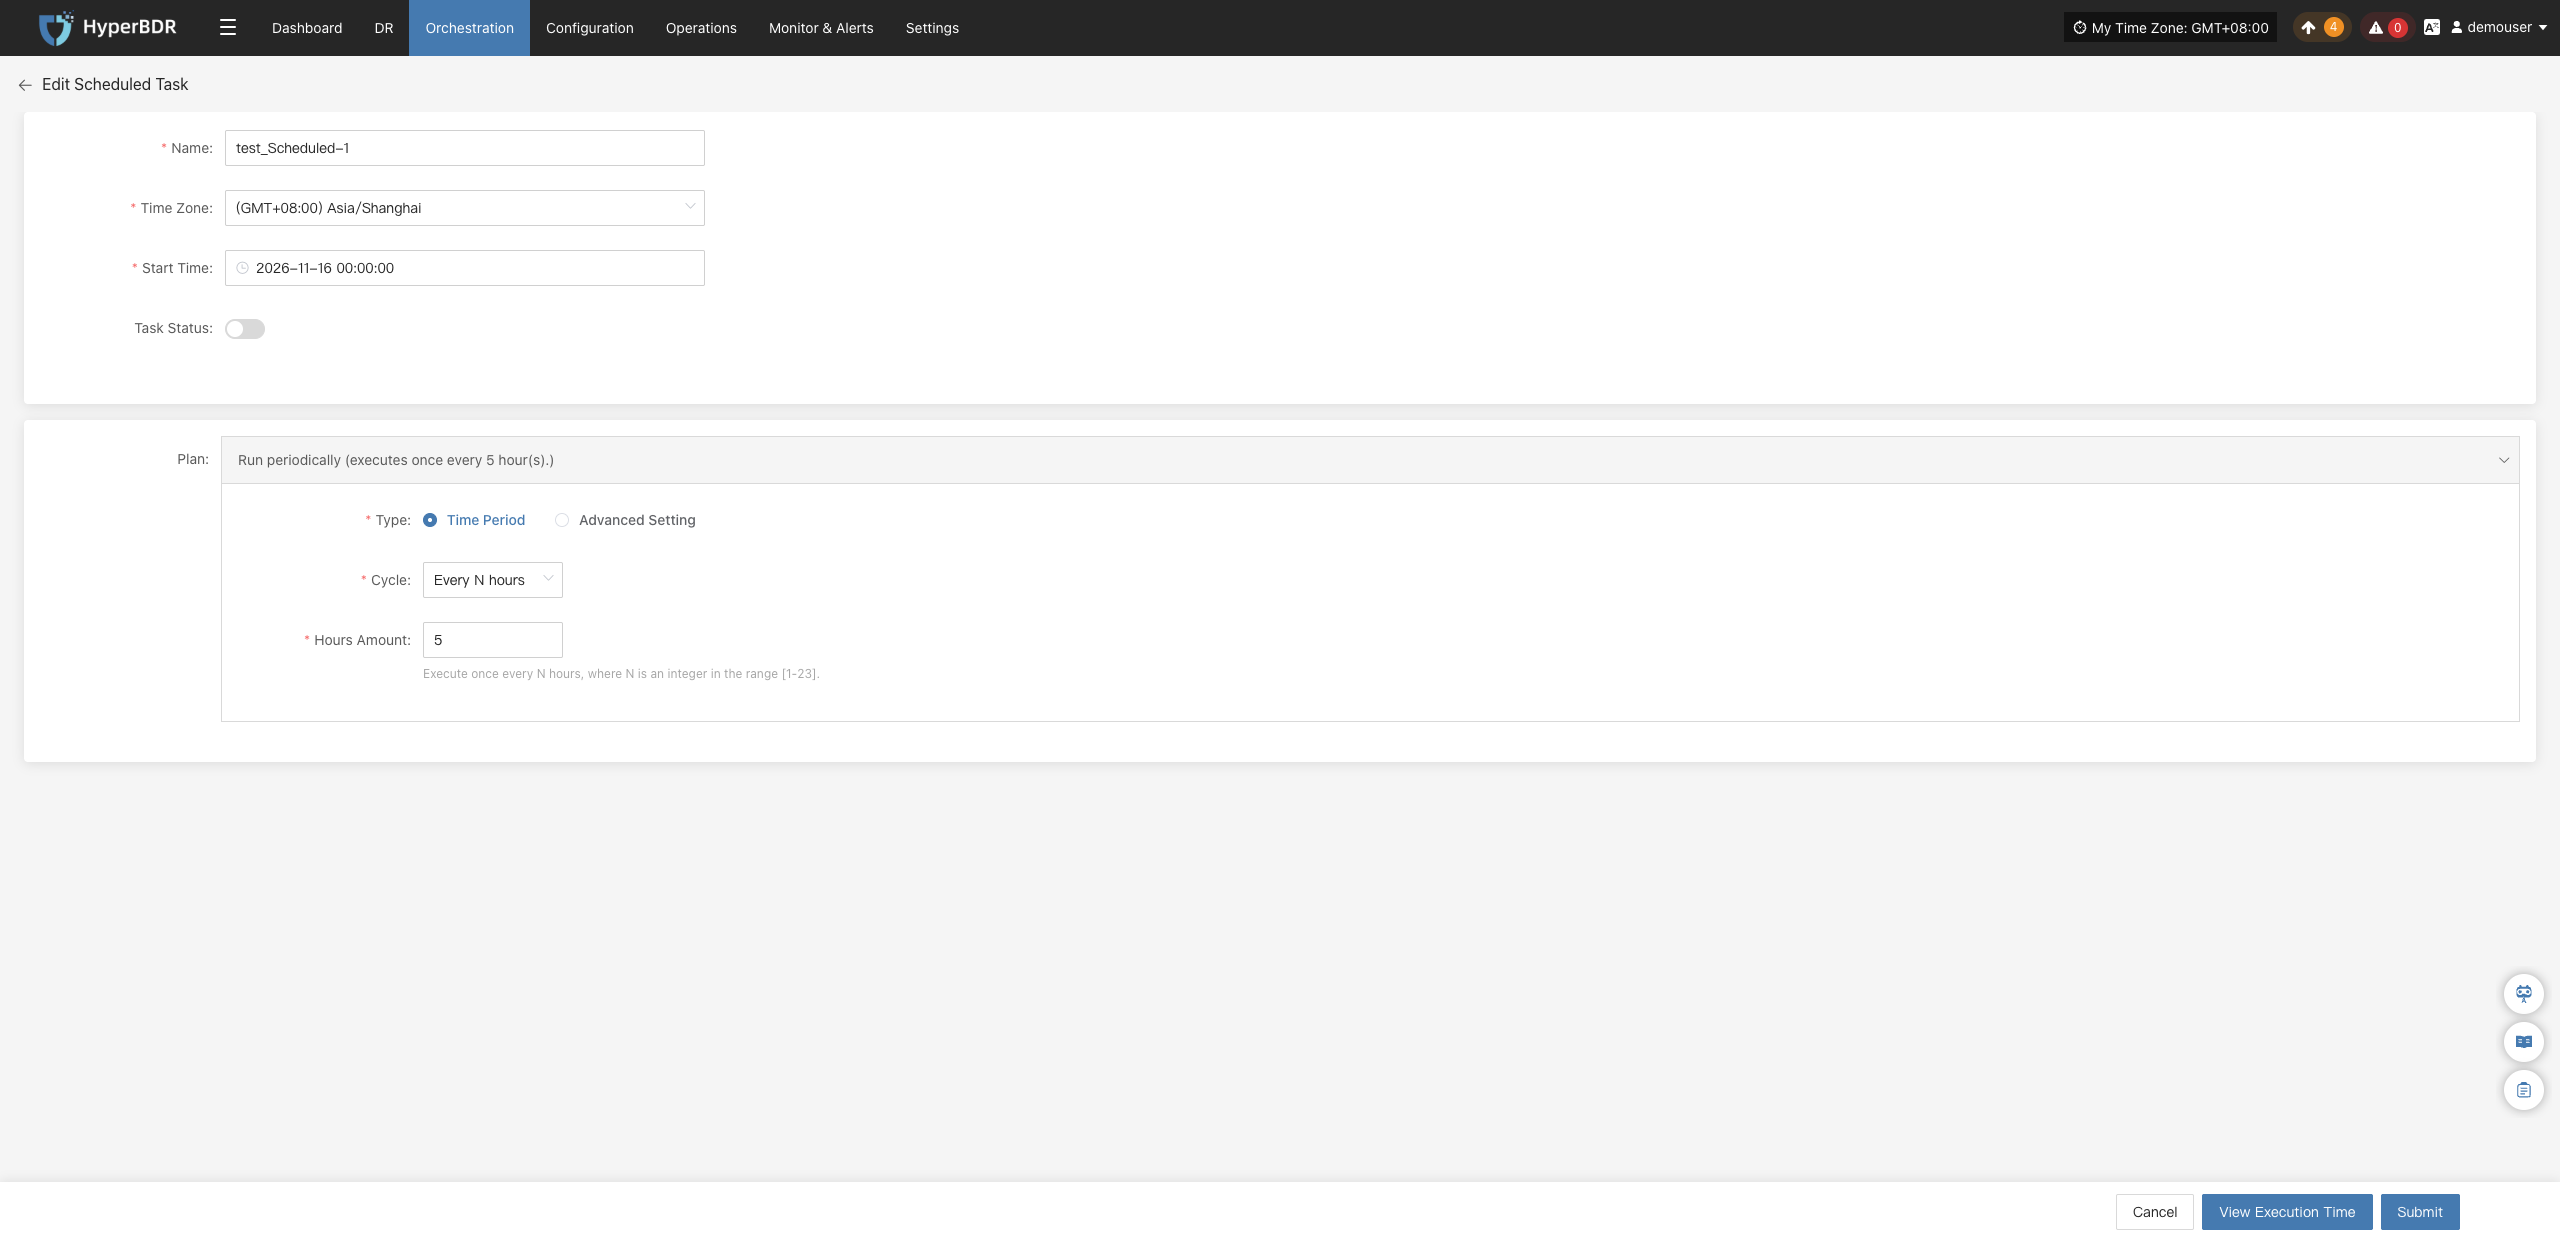 HyperBDR
Dashboard DR Orchestration Configuration Operations Monitor & Alerts Settings
My Time Zone: GMT+08:00 4 0 demouser
Edit Scheduled Task
* Name: test_Scheduled-1
* Time Zone: (GMT+08:00) Asia/Shanghai
* Start Time: 2026-11-16 00:00:00
Task Status:
Plan: Run periodically (executes once every 5 hour(s).)
* Type: Time Period Advanced Setting
* Cycle: Every N hours
* Hours Amount: 5
Execute once every N hours, where N is an integer in the range [1-23].
Cancel View Execution Time Submit